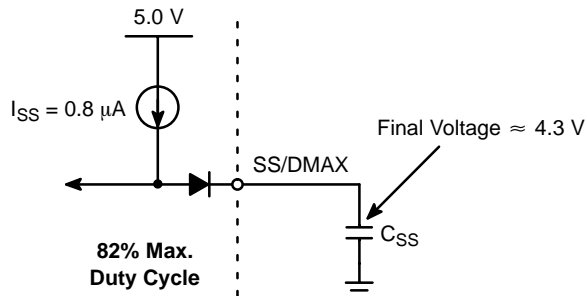 5.0 V
I_SS = 0.8 μA
Final Voltage ≈ 4.3 V
SS/DMAX
C_SS
82% Max.
Duty Cycle